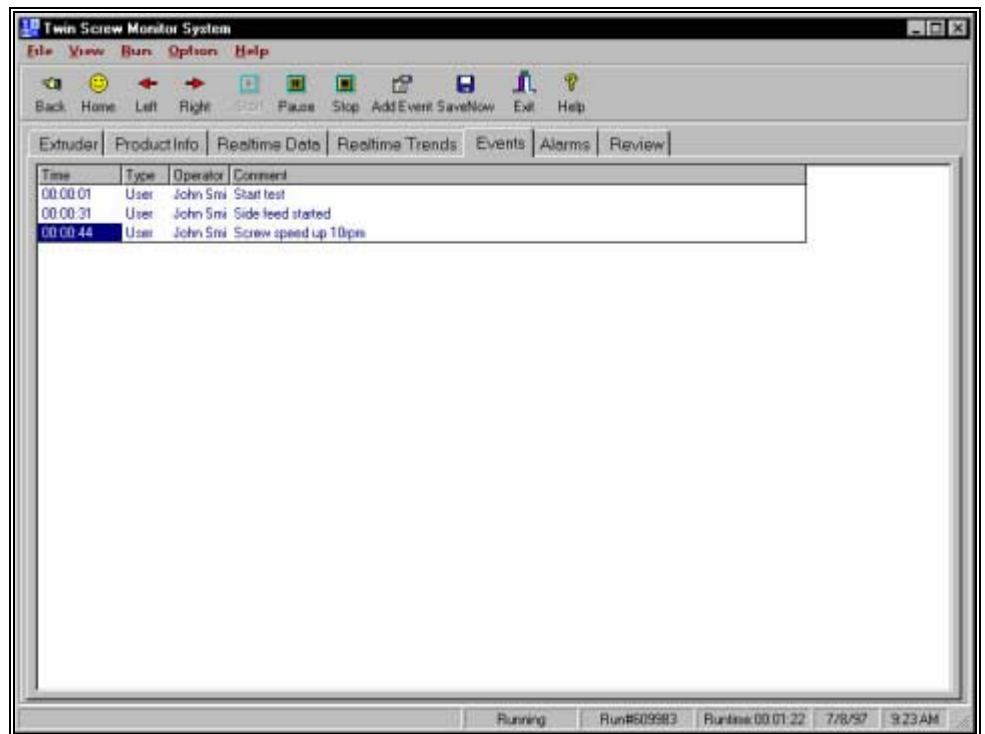 Twin Screw Monitor System
File View Run Option Help
Back Home Left Right Start Pause Stop Add Event SaveNow Exit Help
Extruder Product Info Realtime Data Realtime Trends Events Alarms Review
Time Type Operator Comment
00:00:01 User John Smi Start test
00:00:31 User John Smi Side feed started
00:00:44 User John Smi Screw speed up 10rpm
Running Run#609983 Runtime:00:01:22 7/8/97 9:23 AM